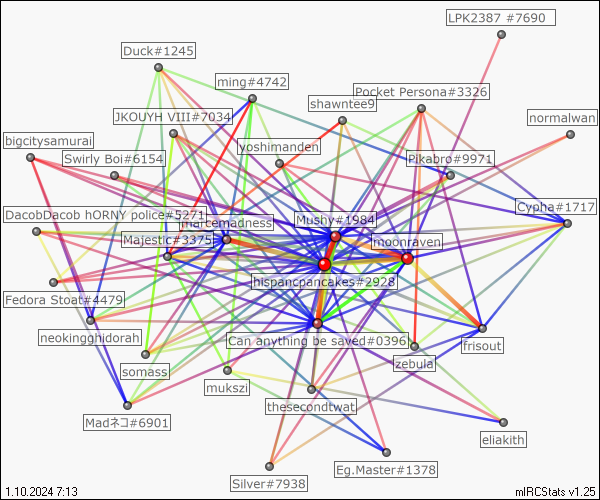 LPK2387 #7690
Duck#1245
ming#4742
Pocket Persona#3326
shawntee9
JKOUYH VIII#7034
normalwan
bigcitysamurai
yoshimanden
Swirly Boi#6154
Pikabro#9971
Cypha#1717
DacobDacob hORNY police#5271
Mushy#1984
marcemadness
Majestic#3375
moonraven
hispancpancakes#2928
Fedora Stoat#4479
neokingghidorah
Can anything be saved#0396
frisout
somass
zebula
mukszi
thesecondtwat
Madネコ#6901
eliakith
Eg.Master#1378
Silver#7938
1.10.2024 7:13
mIRCStats v1.25